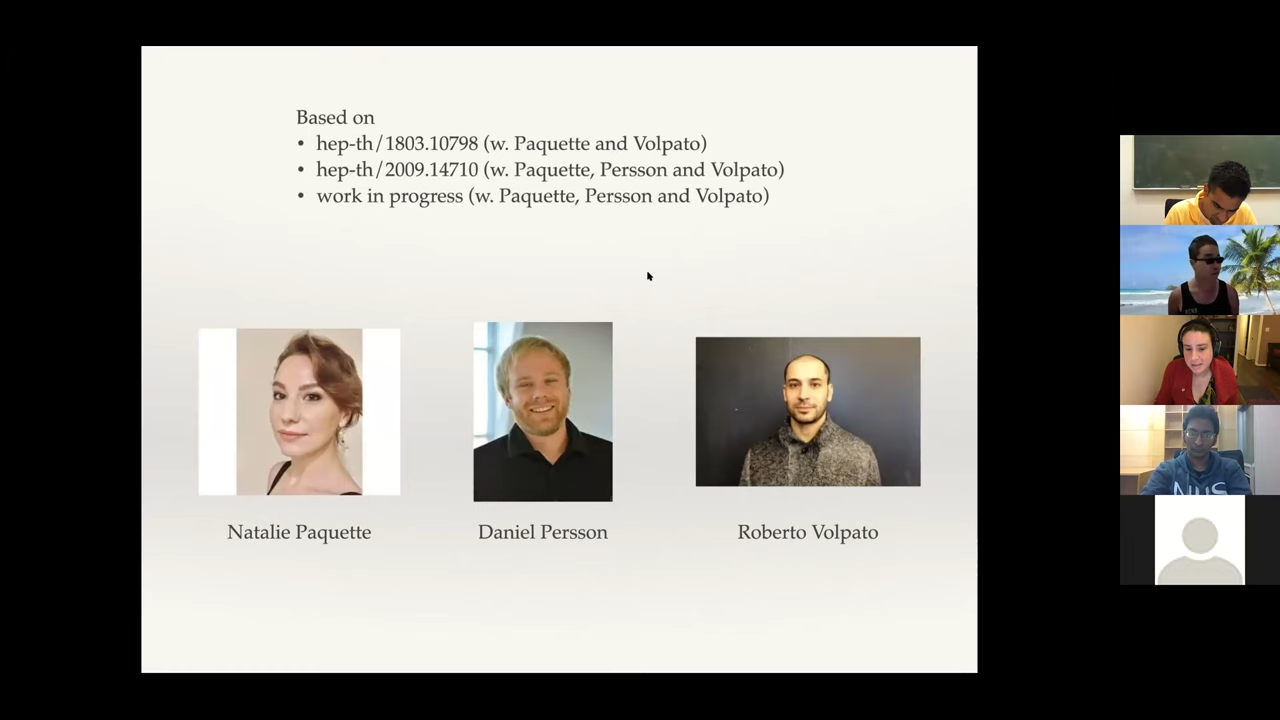 Based on
• hep-th/1803.10798 (w. Paquette and Volpato)
• hep-th/2009.14710 (w. Paquette, Persson and Volpato)
• work in progress (w. Paquette, Persson and Volpato)
Natalie Paquette
Daniel Persson
Roberto Volpato
NUS